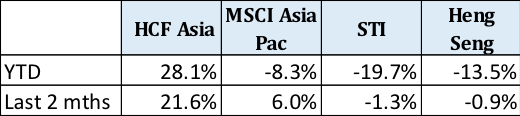 HCF Asia MSCI Asia Pac STI Heng Seng
YTD 28.1% -8.3% -19.7% -13.5%
Last 2 mths 21.6% 6.0% -1.3% -0.9%